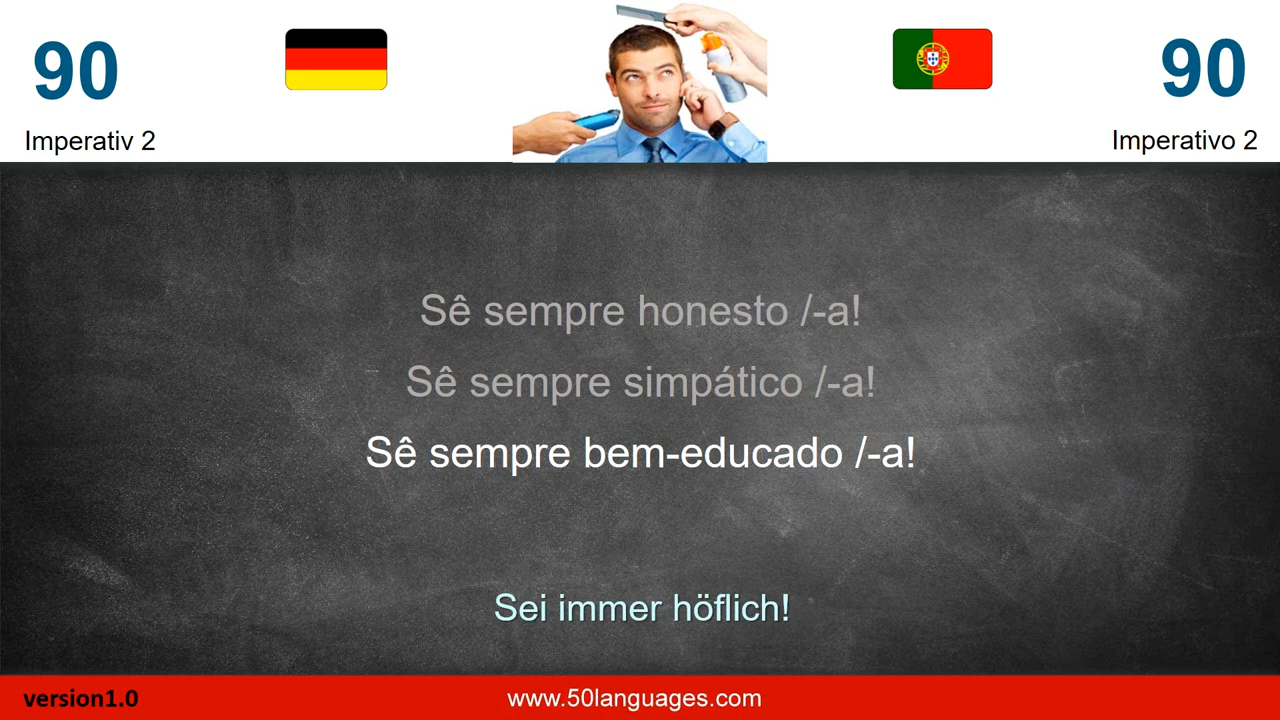 90
90
Imperativ 2
Imperativo 2
Sê sempre honesto /-a!
Sê sempre simpático /-a!
Sê sempre bem-educado /-a!
Sei immer höflich!
version1.0
www.50languages.com